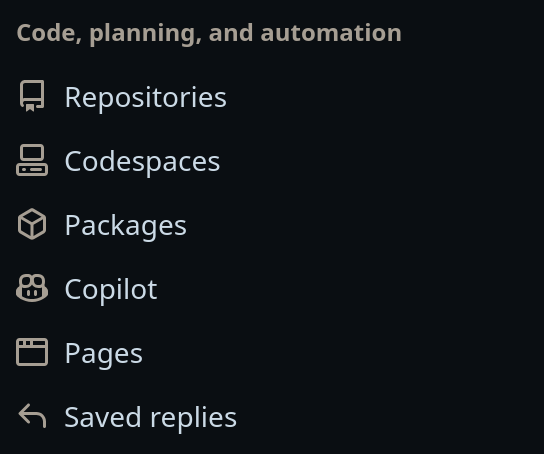 Code, planning, and automation
Repositories
Codespaces
Packages
Copilot
Pages
Saved replies